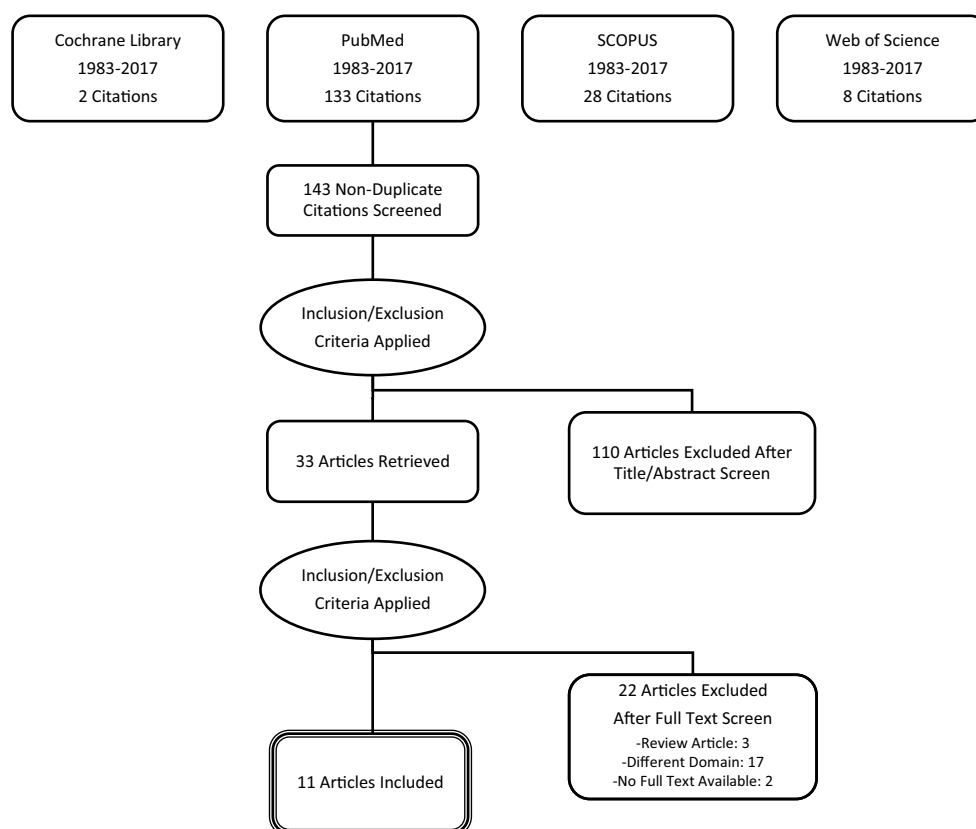 Cochrane Library
1983-2017
2 Citations
PubMed
1983-2017
133 Citations
SCOPUS
1983-2017
28 Citations
Web of Science
1983-2017
8 Citations
143 Non-Duplicate
Citations Screened
Inclusion/Exclusion
Criteria Applied
33 Articles Retrieved
110 Articles Excluded After
Title/Abstract Screen
Inclusion/Exclusion
Criteria Applied
22 Articles Excluded
After Full Text Screen
-Review Article: 3
-Different Domain: 17
-No Full Text Available: 2
11 Articles Included